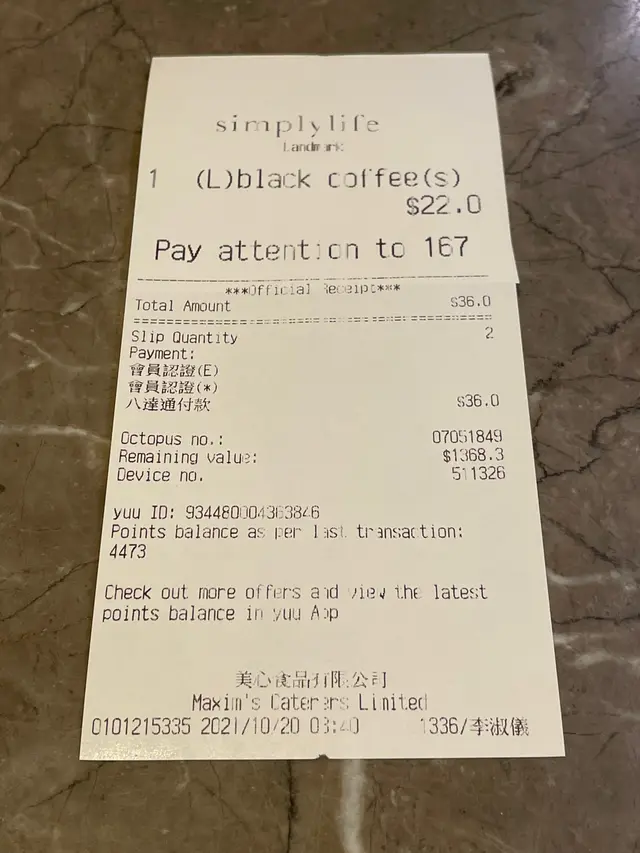 simplylife
Landmark
1 (L)black coffee(s)
$22.0
Pay attention to 167
***Official Receipt***
Total Amount $36.0
Slip Quantity 2
Payment:
會員認證(E)
會員認證(*)
八達通付款 $36.0
Octopus no.: 07051849
Remaining value: $1368.3
Device no. 511326
yuu ID: 934480004363846
Points balance as per last transaction:
4473
Check out more offers and view the latest
points balance in yuu App
美心食品有限公司
Maxim's Caterers Limited
0101215335 2021/10/20 1336/李淑儀